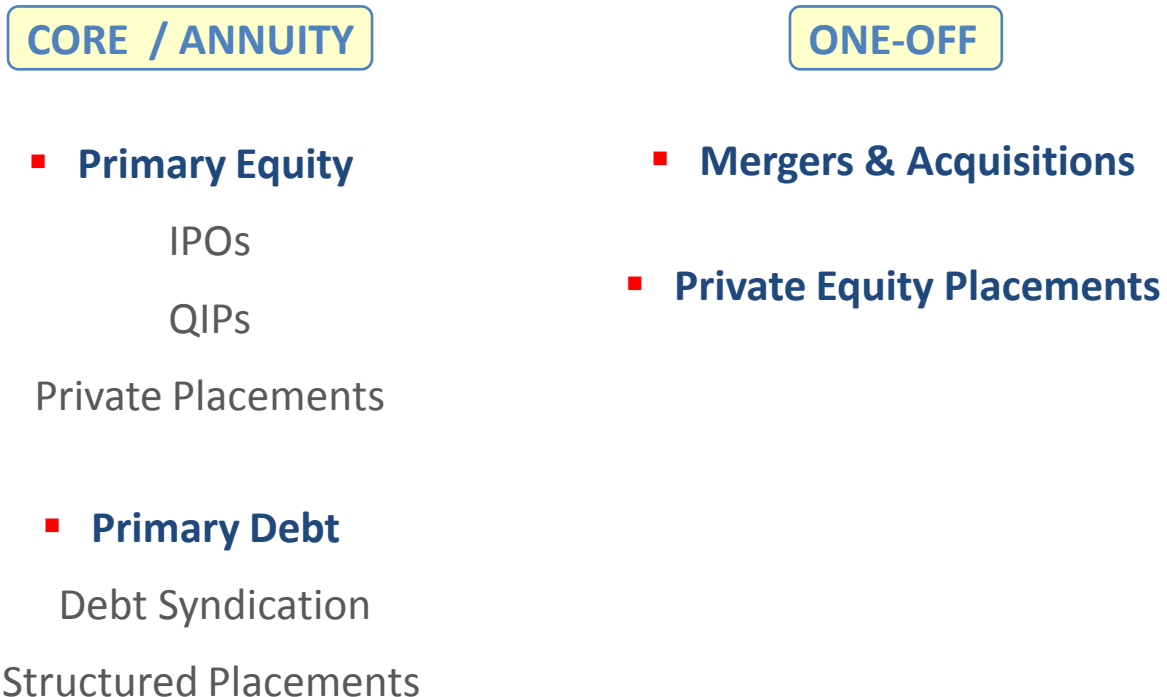 CORE / ANNUITY
▪ Primary Equity
IPOs
QIPs
Private Placements
▪ Primary Debt
Debt Syndication
Structured Placements
ONE-OFF
▪ Mergers & Acquisitions
▪ Private Equity Placements